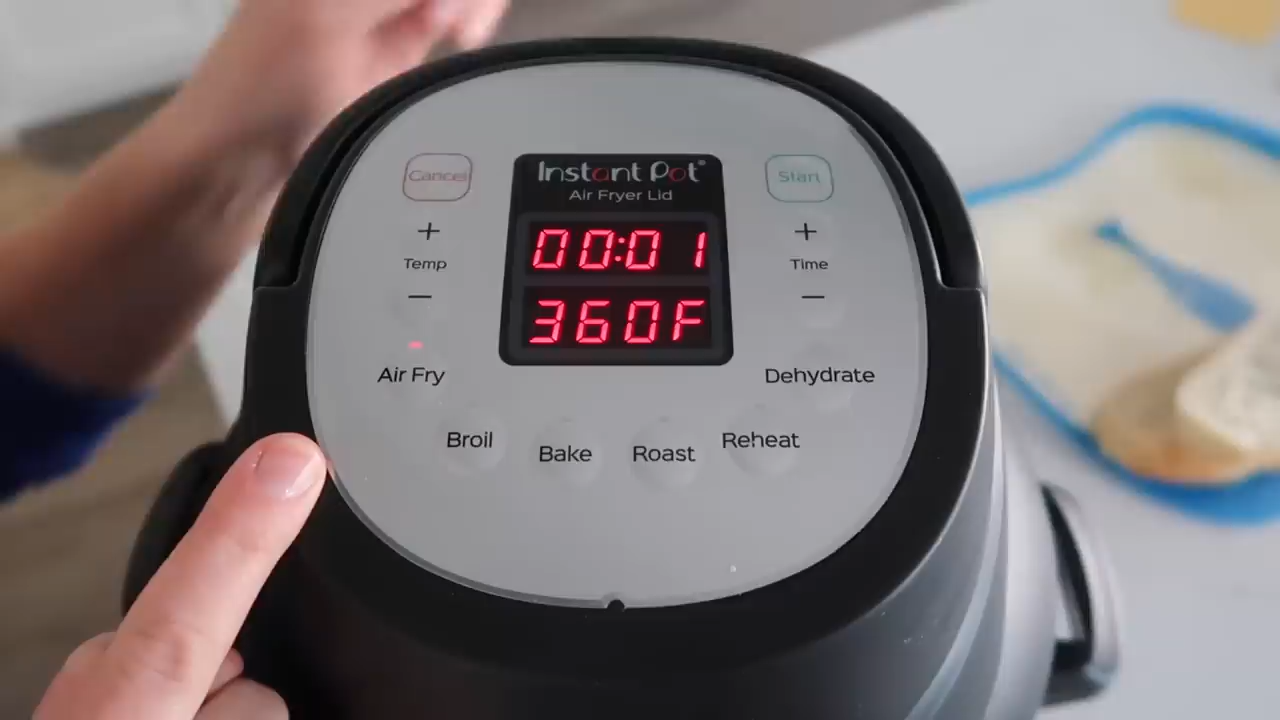 Instant Pot®
Air Fryer Lid
Cancel
Start
00:01
360F
+
Temp
−
+
Time
−
Air Fry
Dehydrate
Broil
Bake
Roast
Reheat